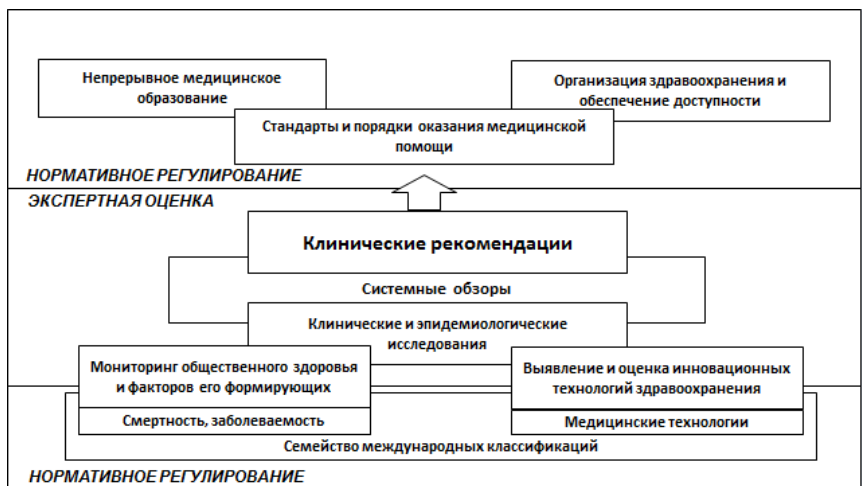 Непрерывное медицинское
образование
Организация здравоохранения и
обеспечение доступности
Стандарты и порядки оказания медицинской
помощи
НОРМАТИВНОЕ РЕГУЛИРОВАНИЕ
ЭКСПЕРТНАЯ ОЦЕНКА
Клинические рекомендации
Системные обзоры
Клинические и эпидемиологические
исследования
Мониторинг общественного здоровья
и факторов его формирующих
Выявление и оценка инновационных
технологий здравоохранения
Смертность, заболеваемость
Медицинские технологии
Семейство международных классификаций
НОРМАТИВНОЕ РЕГУЛИРОВАНИЕ